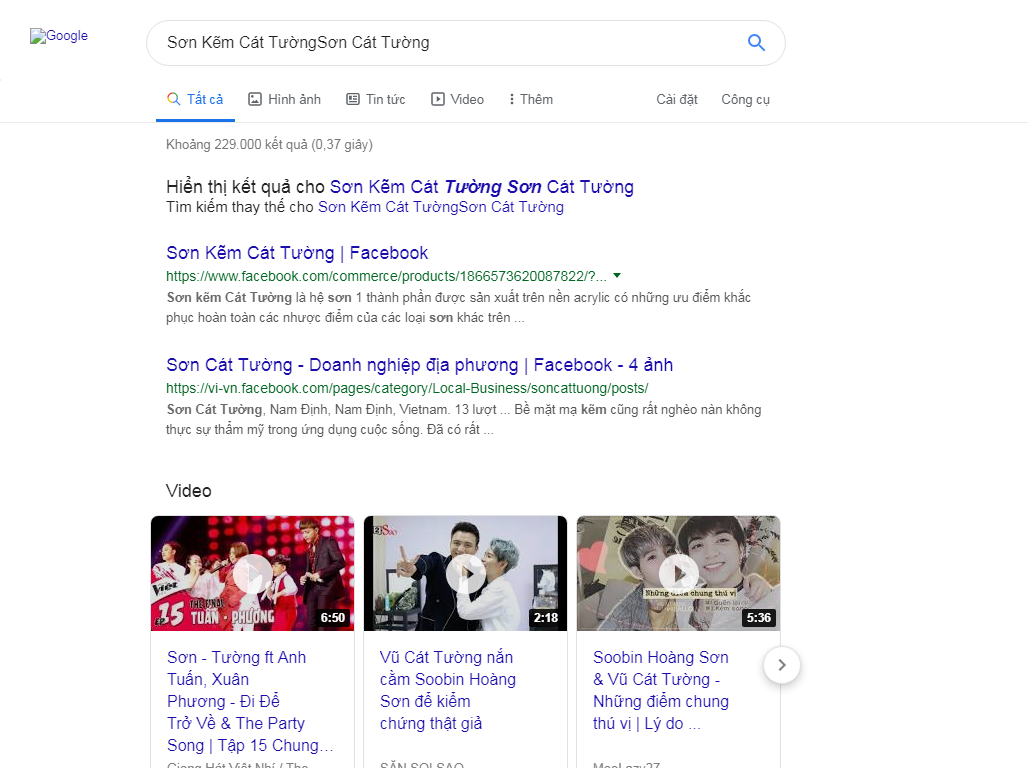 Google
Sơn Kẽm Cát TườngSơn Cát Tường
Tất cả Hình ảnh Tin tức Video Thêm Cài đặt Công cụ
Khoảng 229.000 kết quả (0,37 giây)
Hiển thị kết quả cho Sơn Kẽm Cát Tường Sơn Cát Tường
Tìm kiếm thay thế cho Sơn Kẽm Cát TườngSơn Cát Tường
Sơn Kẽm Cát Tường | Facebook
https://www.facebook.com/commerce/products/1866573620087822/?...
Sơn kẽm Cát Tường là hệ sơn 1 thành phần được sản xuất trên nền acrylic có những ưu điểm khắc
phục hoàn toàn các nhược điểm của các loại sơn khác trên ...
Sơn Cát Tường - Doanh nghiệp địa phương | Facebook - 4 ảnh
https://vi-vn.facebook.com/pages/category/Local-Business/soncattuong/posts/
Sơn Cát Tường, Nam Định, Nam Định, Vietnam. 13 lượt ... Bề mặt mạ kẽm cũng rất nghèo nàn không
thực sự thẩm mỹ trong ứng dụng cuộc sống. Đã có rất ...
Video
Việt
THE FINAL
EP 15 TUẤN - PHƯƠNG
6:50
2:18
Những điểm chung thú vị
5:36
Sơn - Tường ft Anh
Tuấn, Xuân
Phương - Đi Để
Trở Về & The Party
Song | Tập 15 Chung...
Vũ Cát Tường nắn
cằm Soobin Hoàng
Sơn để kiểm
chứng thật giả
Soobin Hoàng Sơn
& Vũ Cát Tường -
Những điểm chung
thú vị | Lý do ...